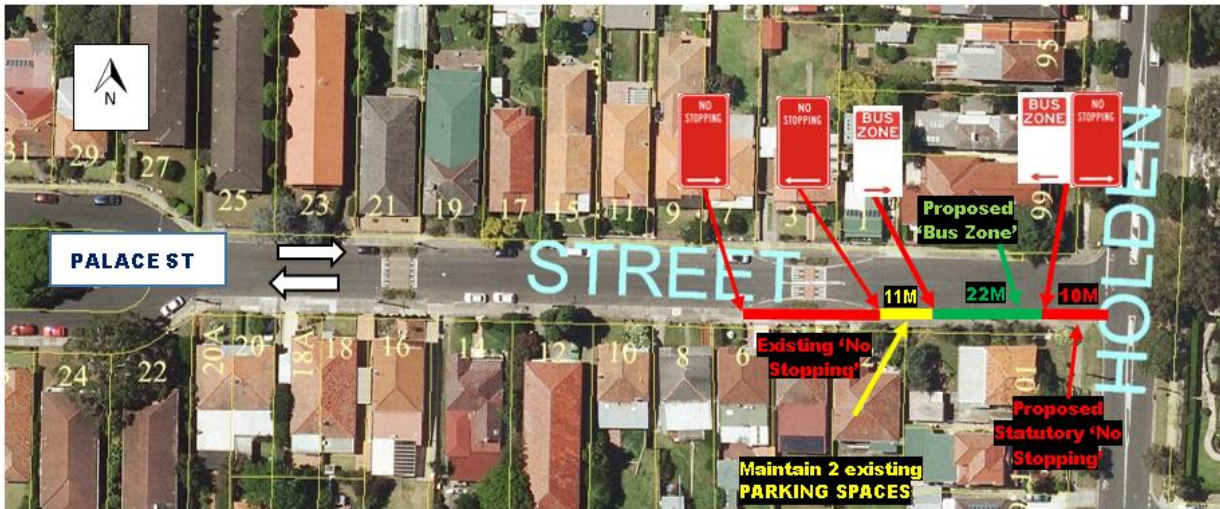 N
NO
STOPPING
NO
STOPPING
BUS
ZONE
BUS
ZONE
NO
STOPPING
95
31
29
27
25
23
21
19
17
15
11
9
7
3
1
99
Proposed
'Bus Zone'
PALACE ST
STREET
HOLDEN
11M
22M
10M
Existing 'No
Stopping'
24
22
20A
20
18A
18
16
14
12
10
8
6
2
101
Proposed
Statutory 'No
Stopping'
Maintain 2 existing
PARKING SPACES